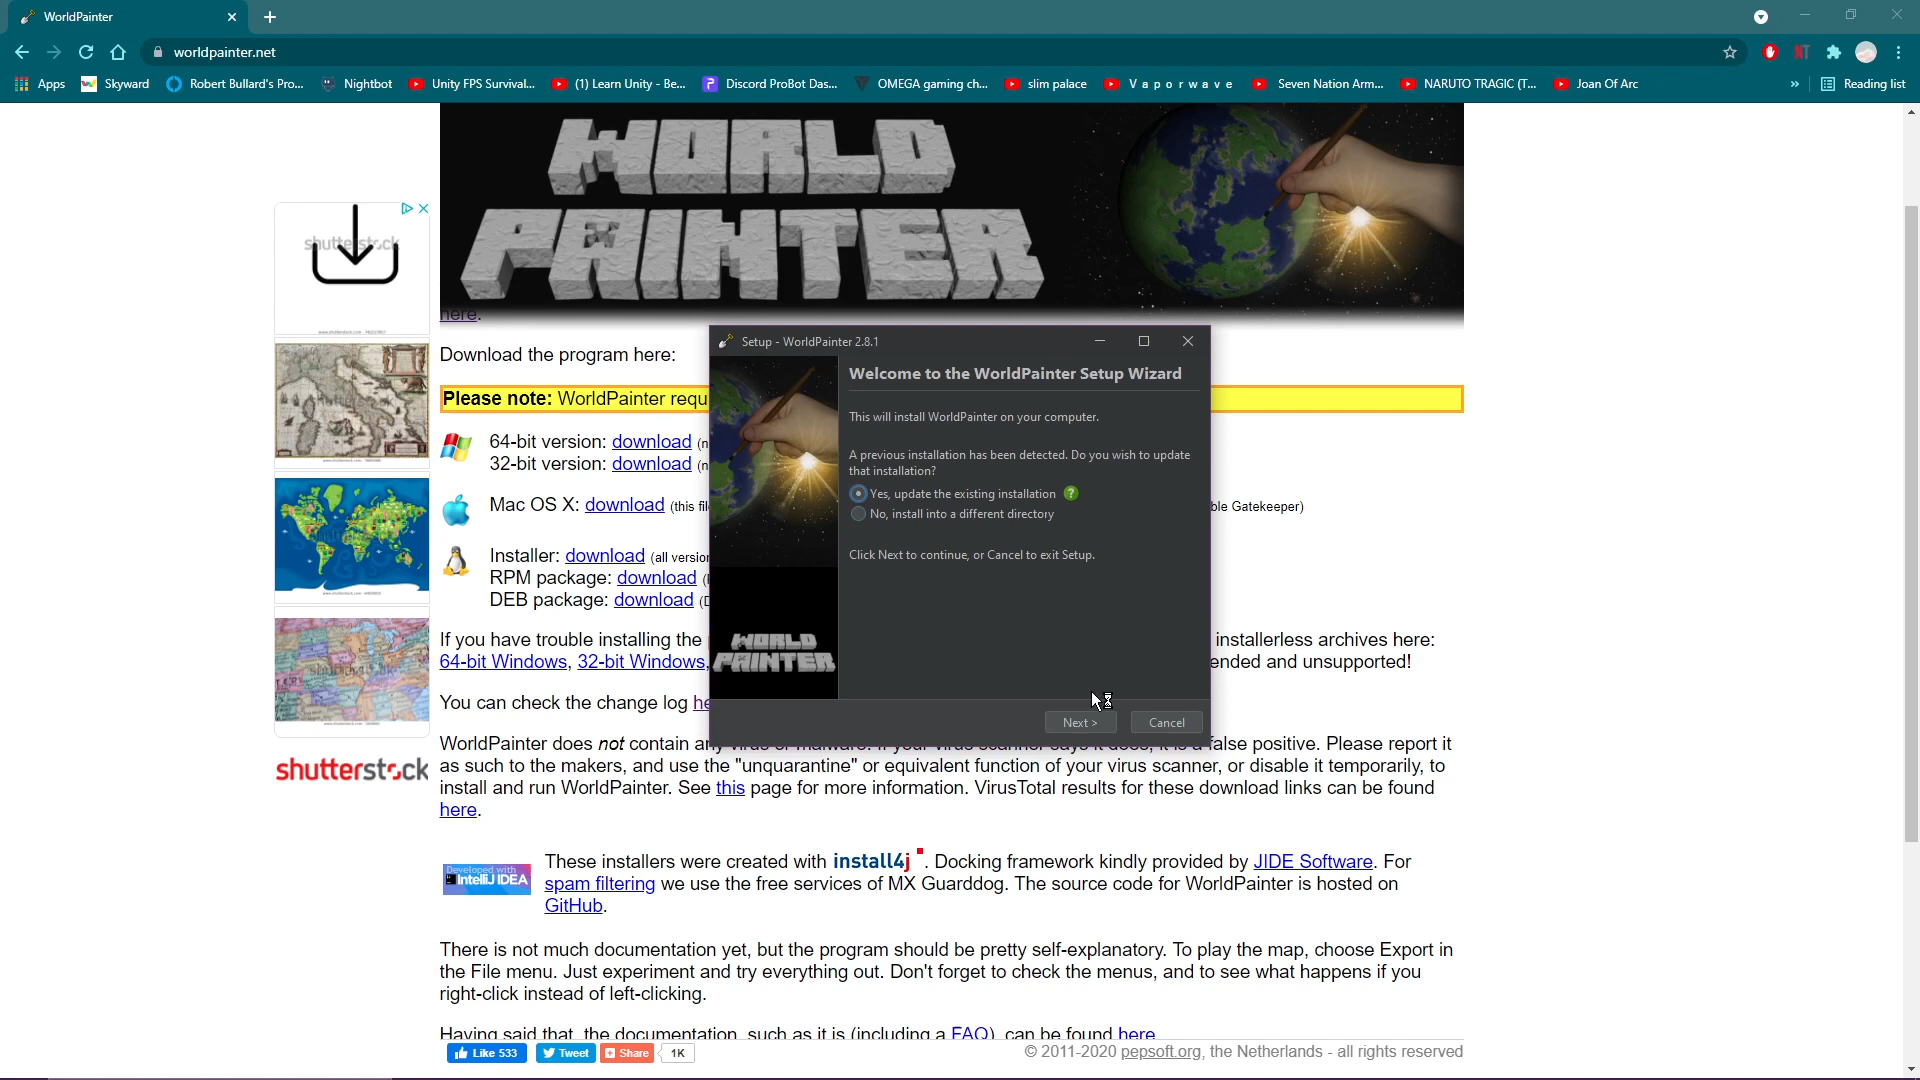 WorldPainter
worldpainter.net
Apps
Skyward
Robert Bullard's Pro...
Nightbot
Unity FPS Survival...
(1) Learn Unity - Be...
Discord ProBot Das...
OMEGA gaming ch...
slim palace
V a p o r w a v e
Seven Nation Arm...
NARUTO TRAGIC (T...
Joan Of Arc
»
Reading list
WORLD
PAINTER
here.
shutterstock
Download the program here:
Please note: WorldPainter requ
64-bit version: download (n
32-bit version: download (n
Mac OS X: download (this fil
ble Gatekeeper)
Installer: download (all version
RPM package: download
DEB package: download (D
If you have trouble installing the
installerless archives here:
64-bit Windows, 32-bit Windows,
ended and unsupported!
You can check the change log he
Setup - WorldPainter 2.8.1
Welcome to the WorldPainter Setup Wizard
This will install WorldPainter on your computer.
A previous installation has been detected. Do you wish to update
that installation?
Yes, update the existing installation ?
No, install into a different directory
Click Next to continue, or Cancel to exit Setup.
WORLD
PAINTER
Next >
Cancel
WorldPainter does not contain any virus or malware. If your virus scanner says it does, it is a false positive. Please report it
as such to the makers, and use the "unquarantine" or equivalent function of your virus scanner, or disable it temporarily, to
install and run WorldPainter. See this page for more information. VirusTotal results for these download links can be found
here.
shutterstock
Developed with
IntelliJ IDEA
These installers were created with install4j . Docking framework kindly provided by JIDE Software. For
spam filtering we use the free services of MX Guarddog. The source code for WorldPainter is hosted on
GitHub.
There is not much documentation yet, but the program should be pretty self-explanatory. To play the map, choose Export in
the File menu. Just experiment and try everything out. Don't forget to check the menus, and to see what happens if you
right-click instead of left-clicking.
Having said that, the documentation, such as it is (including a FAQ), can be found here
Like 533
Tweet
Share
1K
© 2011-2020 pepsoft.org, the Netherlands - all rights reserved